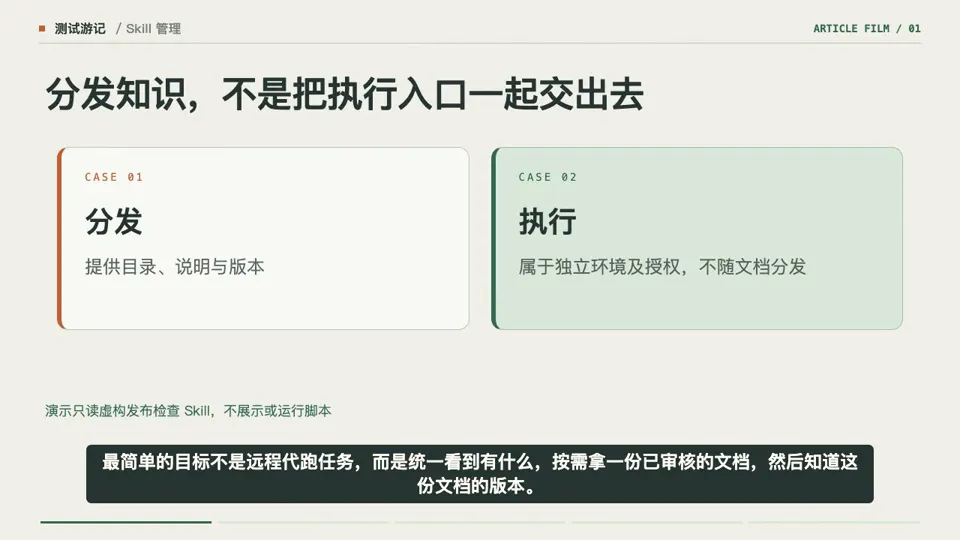 测试游记 / Skill 管理
ARTICLE FILM / 01
分发知识，不是把执行入口一起交出去
CASE 01
分发
提供目录、说明与版本
CASE 02
执行
属于独立环境及授权，不随文档分发
演示只读虚构发布检查 Skill，不展示或运行脚本
最简单的目标不是远程代跑任务，而是统一看到有什么，按需拿一份已审核的文档，然后知道这
份文档的版本。